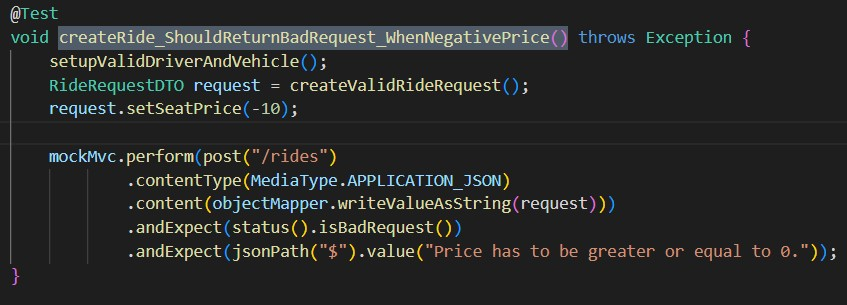 @Test
void createRide_ShouldReturnBadRequest_WhenNegativePrice() throws Exception {
    setupValidDriverAndVehicle();
    RideRequestDTO request = createValidRideRequest();
    request.setSeatPrice(-10);

    mockMvc.perform(post("/rides")
            .contentType(MediaType.APPLICATION_JSON)
            .content(objectMapper.writeValueAsString(request)))
            .andExpect(status().isBadRequest())
            .andExpect(jsonPath("$").value("Price has to be greater or equal to 0."));
}